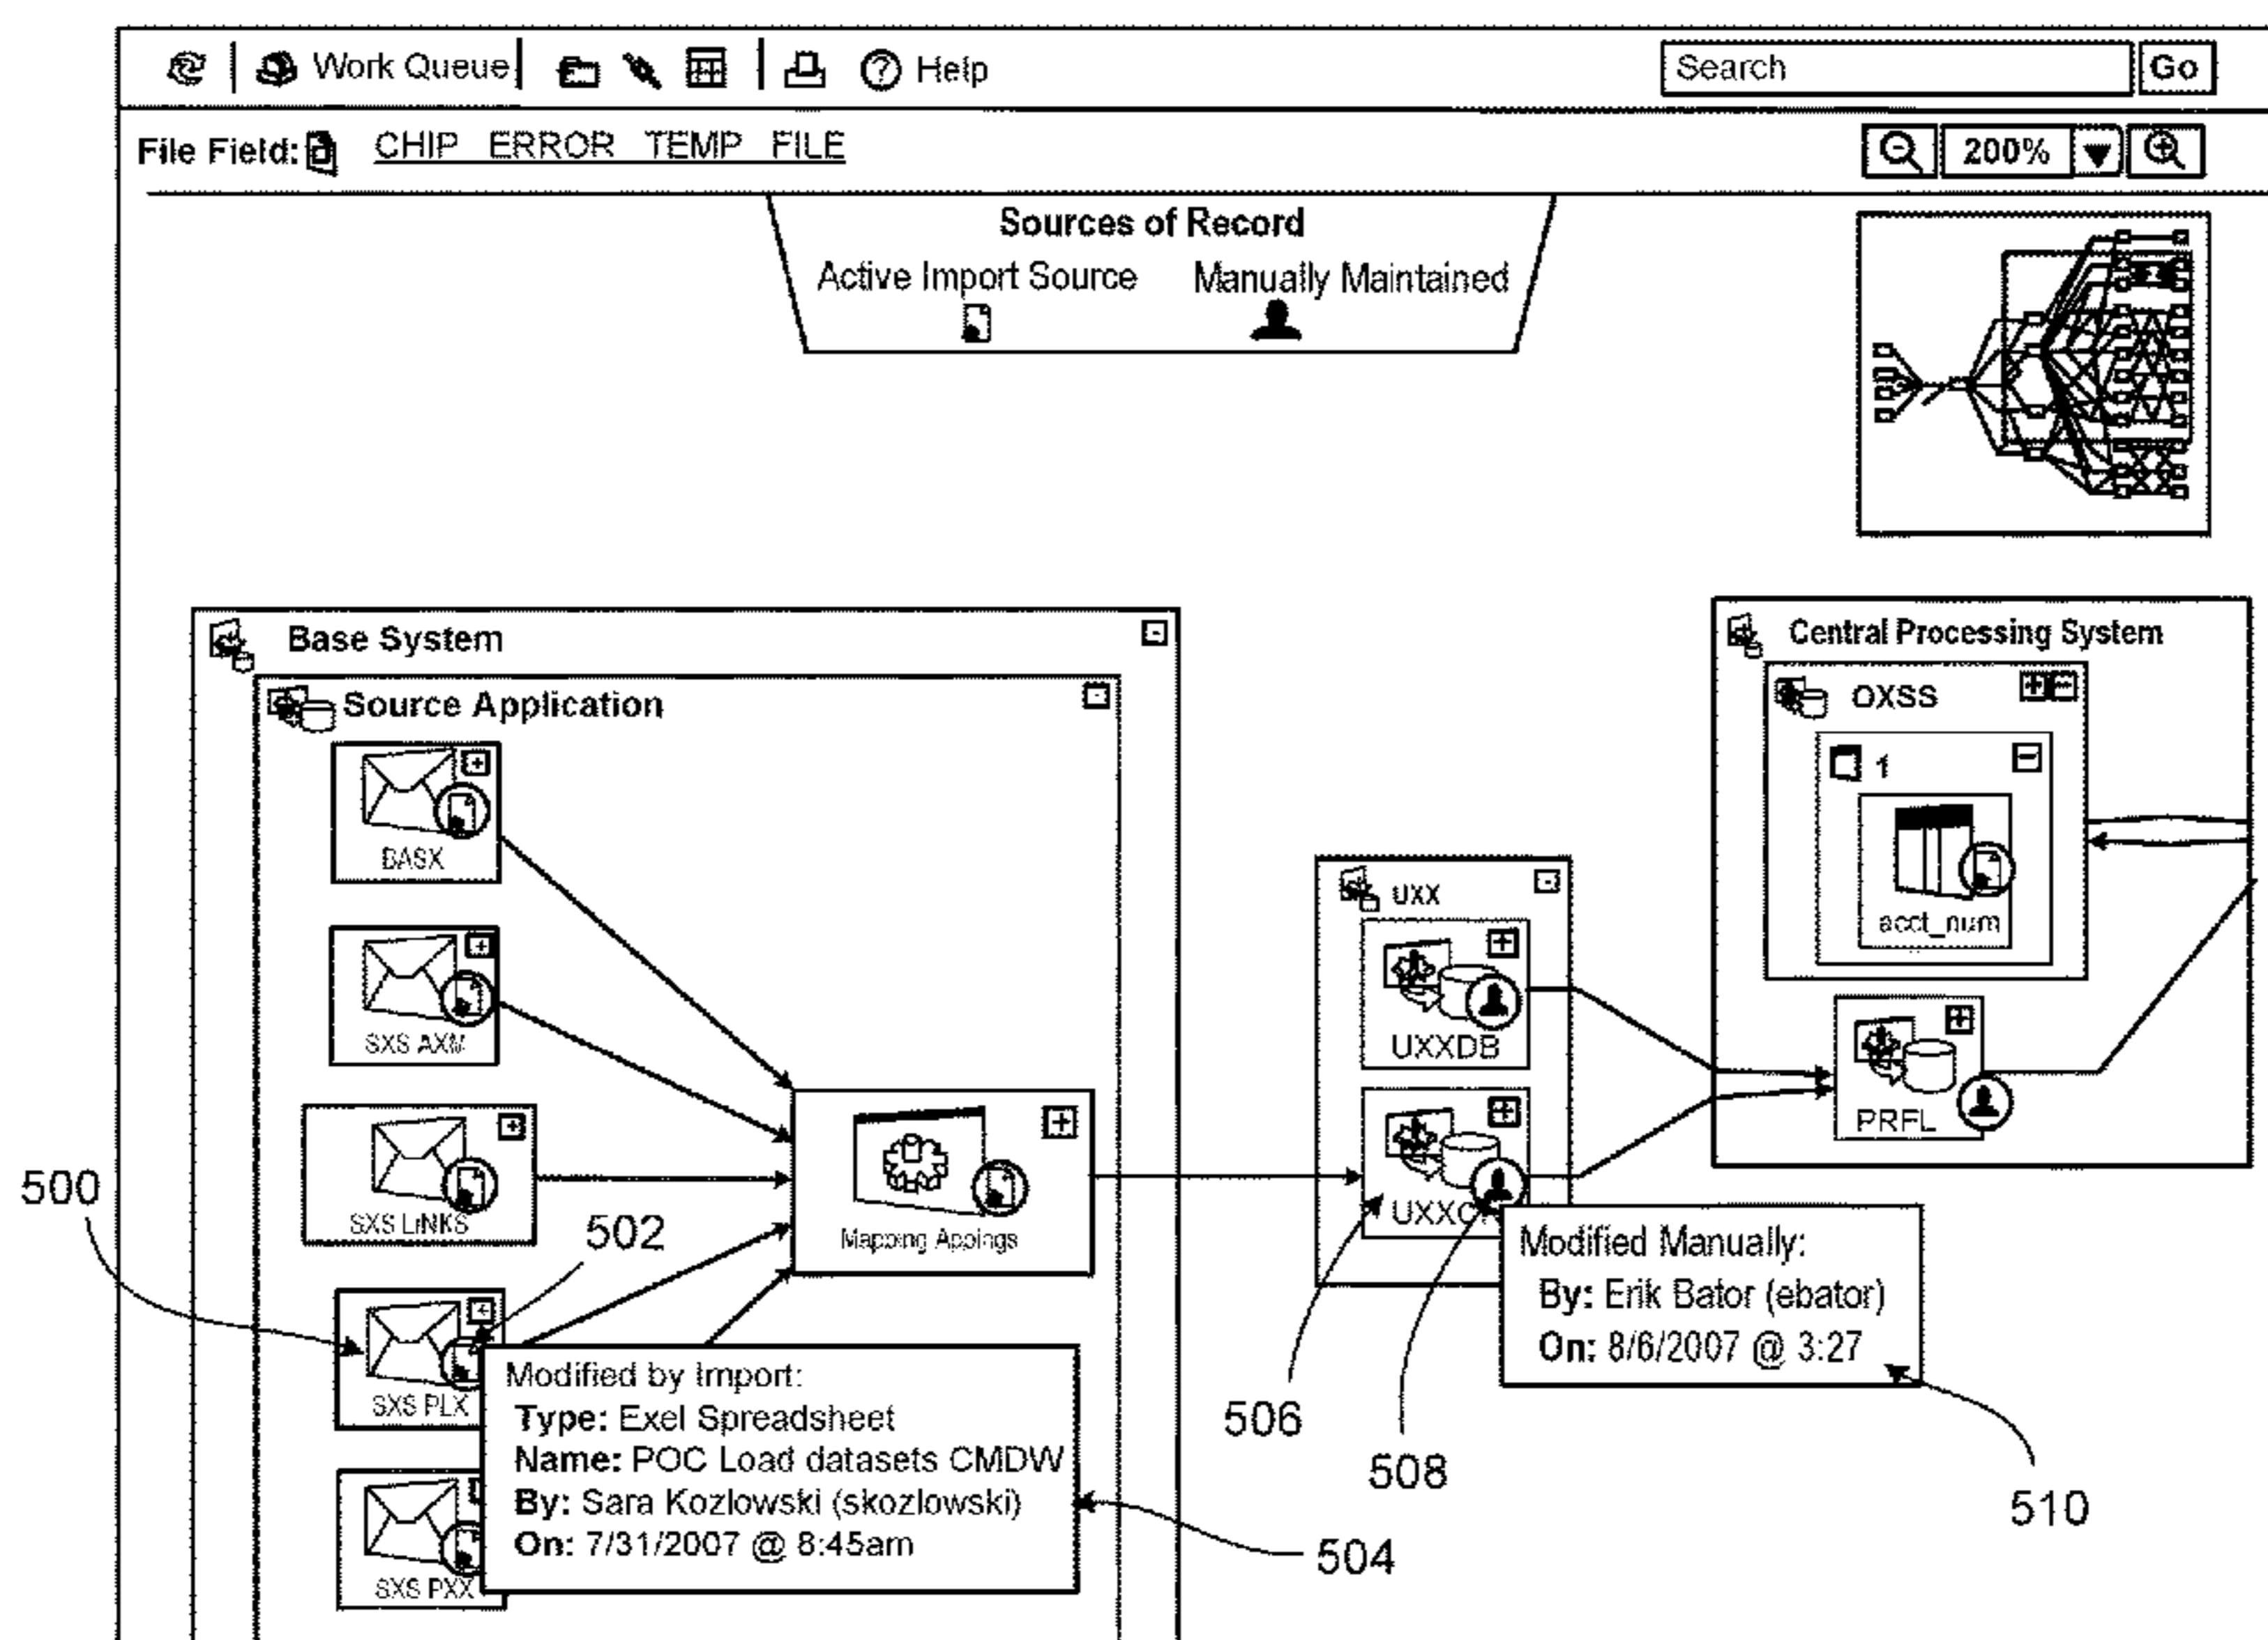 Work Queue
Help
Search
Go
File Field:
CHIP ERROR TEMP FILE
200%
Sources of Record
Active Import Source
Manually Maintained
Base System
Source Application
BASX
SXS AXM
SXS LINKS
SXS PLX
SXS PXX
Mapping Appings
UXX
UXXDB
Central Processing System
OXSS
1
acct_num
PRFL
Modified by Import:
Type: Exel Spreadsheet
Name: POC Load datasets CMDW
By: Sara Kozlowski (skozlowski)
On: 7/31/2007 @ 8:45am
Modified Manually:
By: Erik Bator (ebator)
On: 8/6/2007 @ 3:27
500
502
504
506
508
510